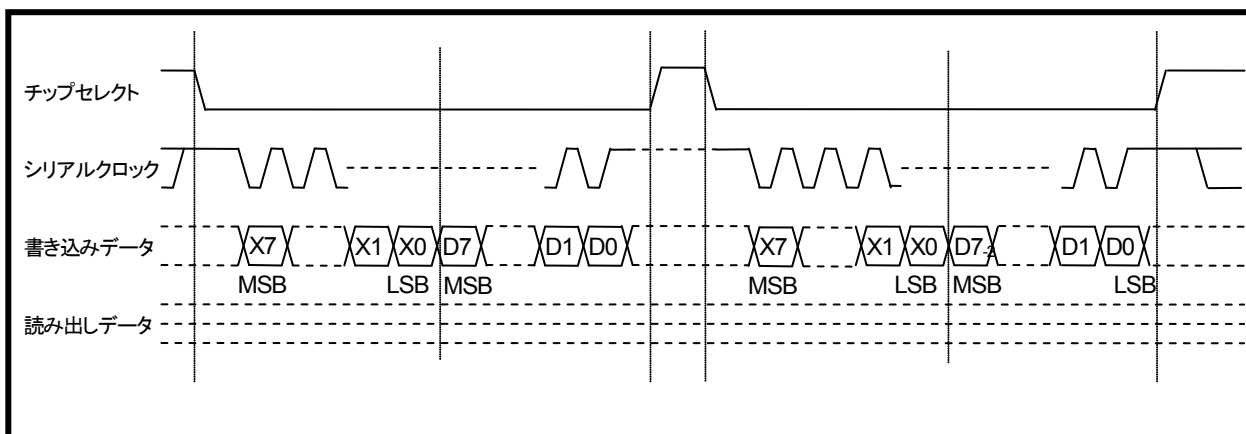 チップセレクト
シリアルクロック
書き込みデータ X7 X1 X0 D7 D1 D0 X7 X1 X0 D7-2 D1 D0
MSB LSB MSB MSB LSB MSB LSB
読み出しデータ